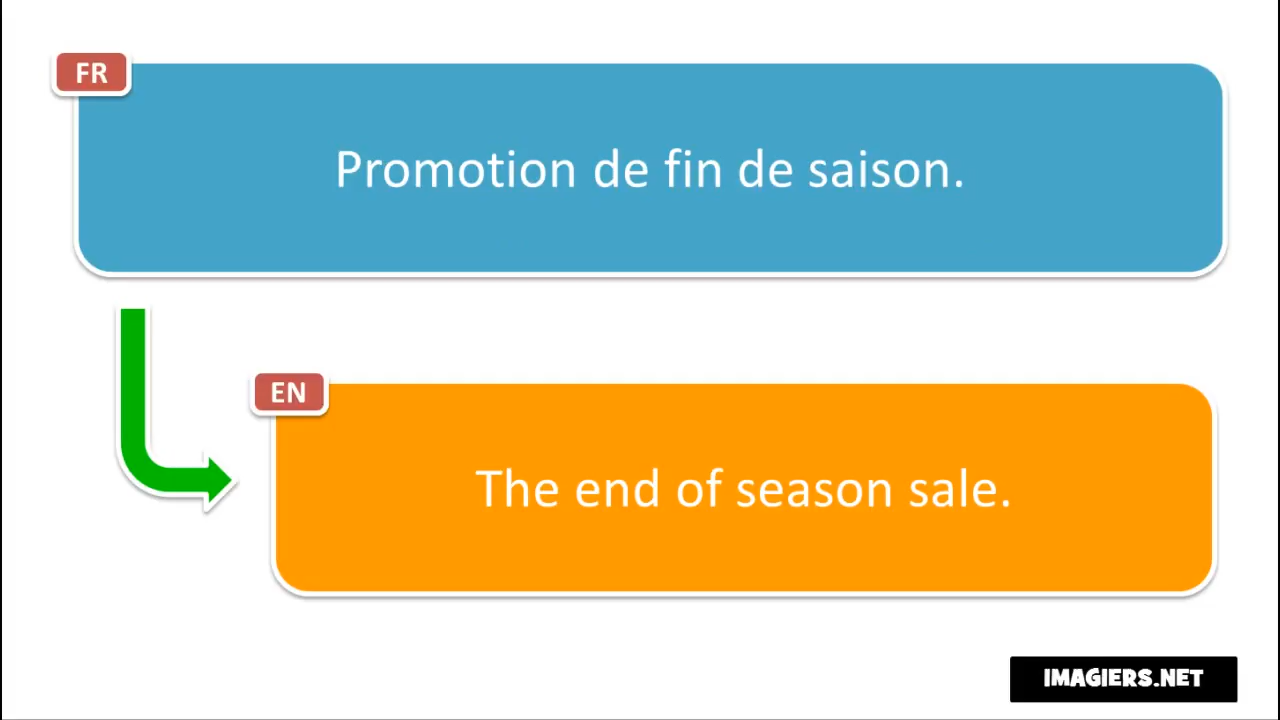 FR
Promotion de fin de saison.
EN
The end of season sale.
IMAGIERS.NET